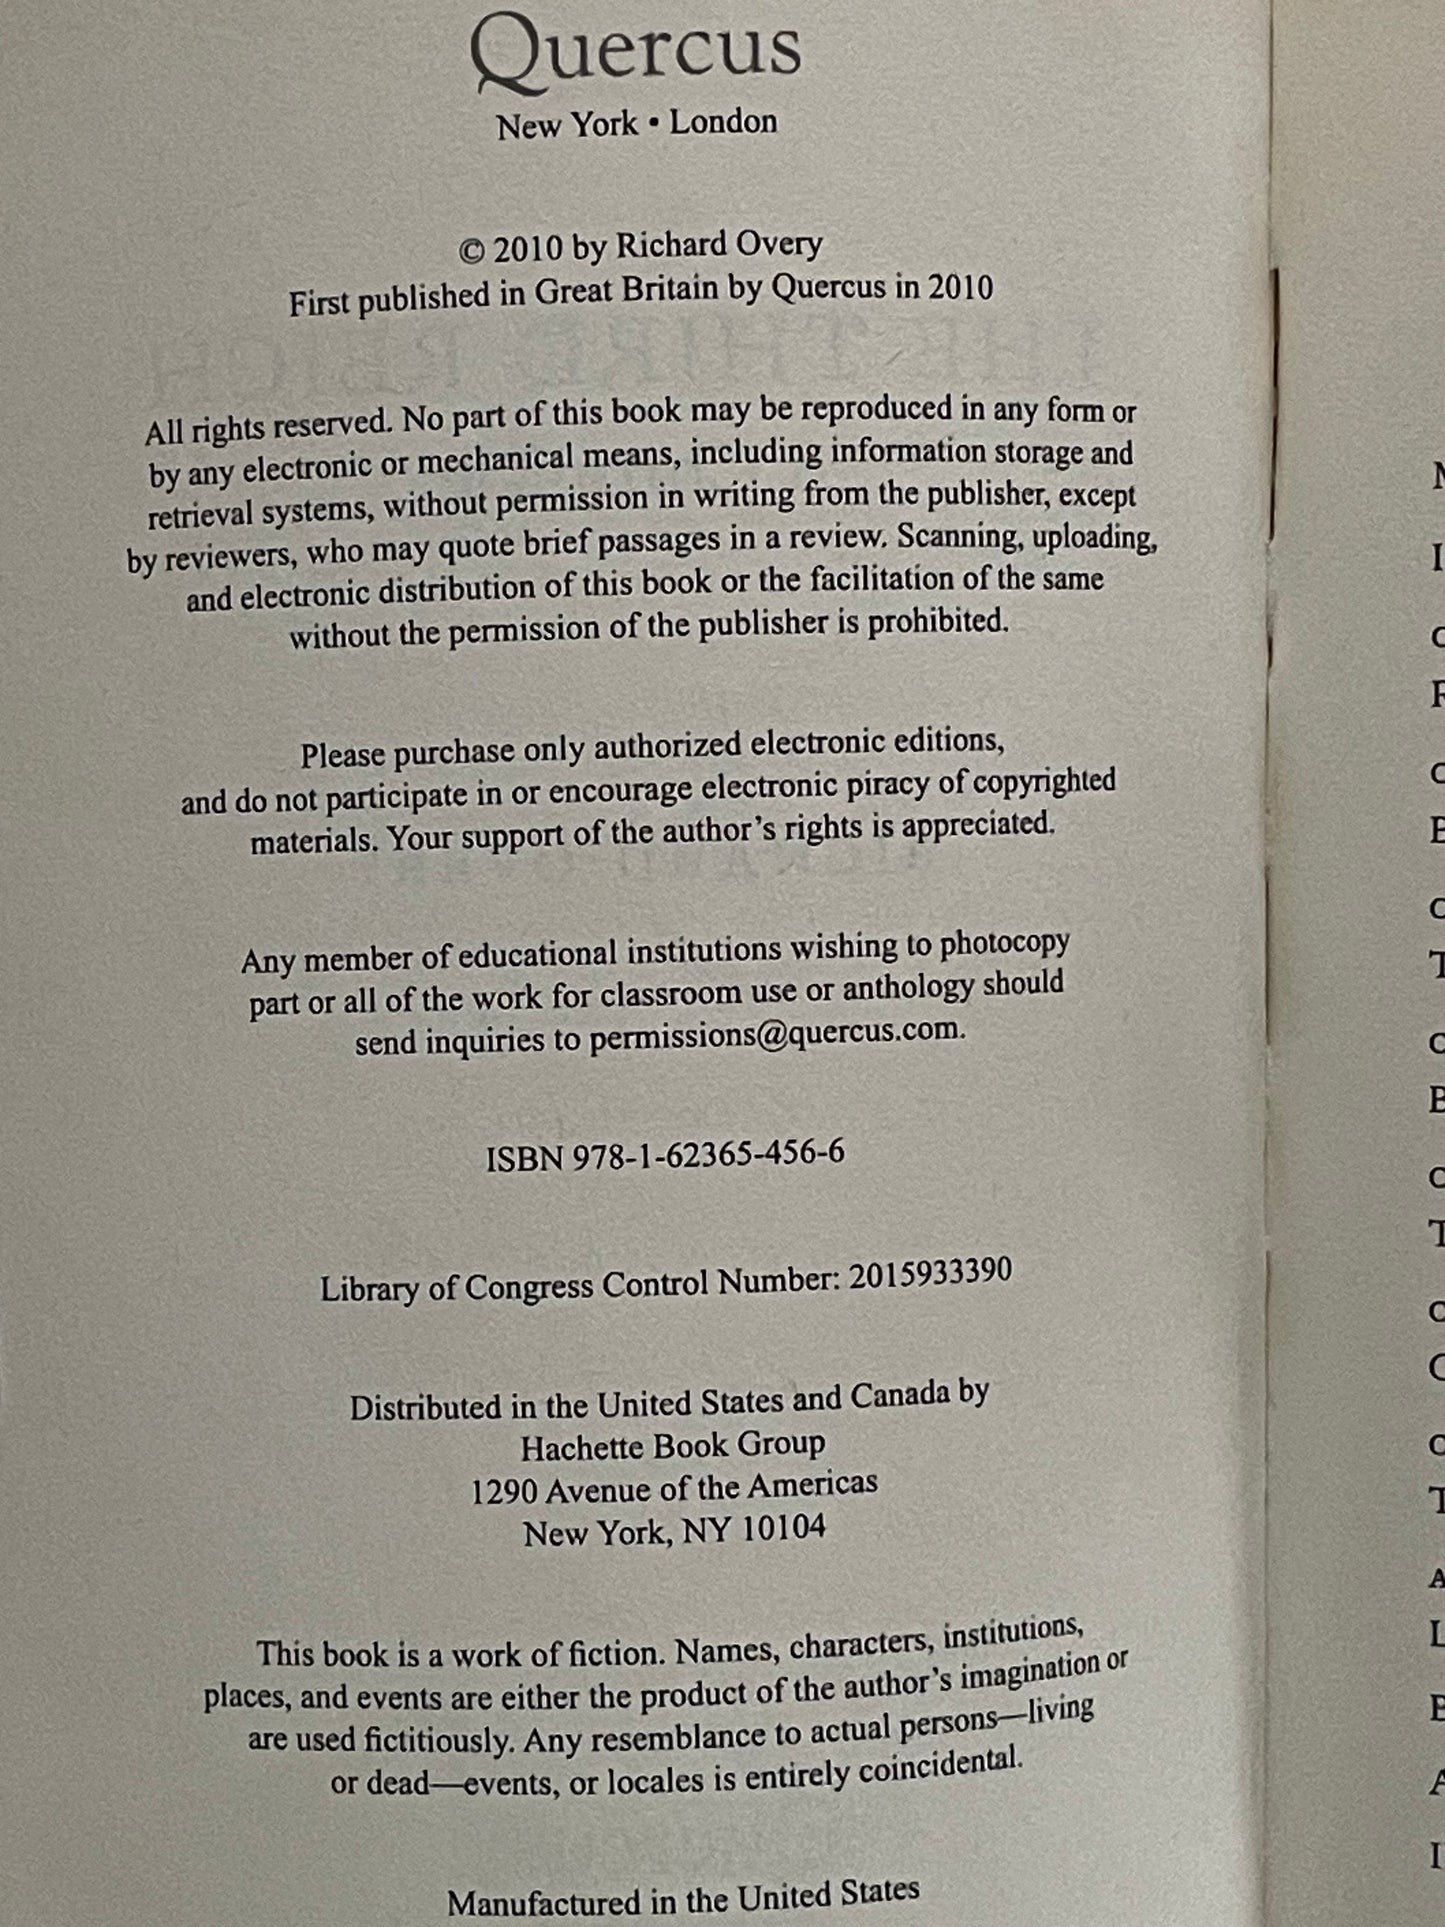 Quercus
New York • London
© 2010 by Richard Overy
First published in Great Britain by Quercus in 2010
All rights reserved. No part of this book may be reproduced in any form or
by any electronic or mechanical means, including information storage and
retrieval systems, without permission in writing from the publisher, except
by reviewers, who may quote brief passages in a review. Scanning, uploading,
and electronic distribution of this book or the facilitation of the same
without the permission of the publisher is prohibited.
Please purchase only authorized electronic editions,
and do not participate in or encourage electronic piracy of copyrighted
materials. Your support of the author's rights is appreciated.
Any member of educational institutions wishing to photocopy
part or all of the work for classroom use or anthology should
send inquiries to permissions@quercus.com.
ISBN 978-1-62365-456-6
Library of Congress Control Number: 2015933390
Distributed in the United States and Canada by
Hachette Book Group
1290 Avenue of the Americas
New York, NY 10104
This book is a work of fiction. Names, characters, institutions,
places, and events are either the product of the author's imagination or
are used fictitiously. Any resemblance to actual persons—living
or dead—events, or locales is entirely coincidental.
Manufactured in the United States